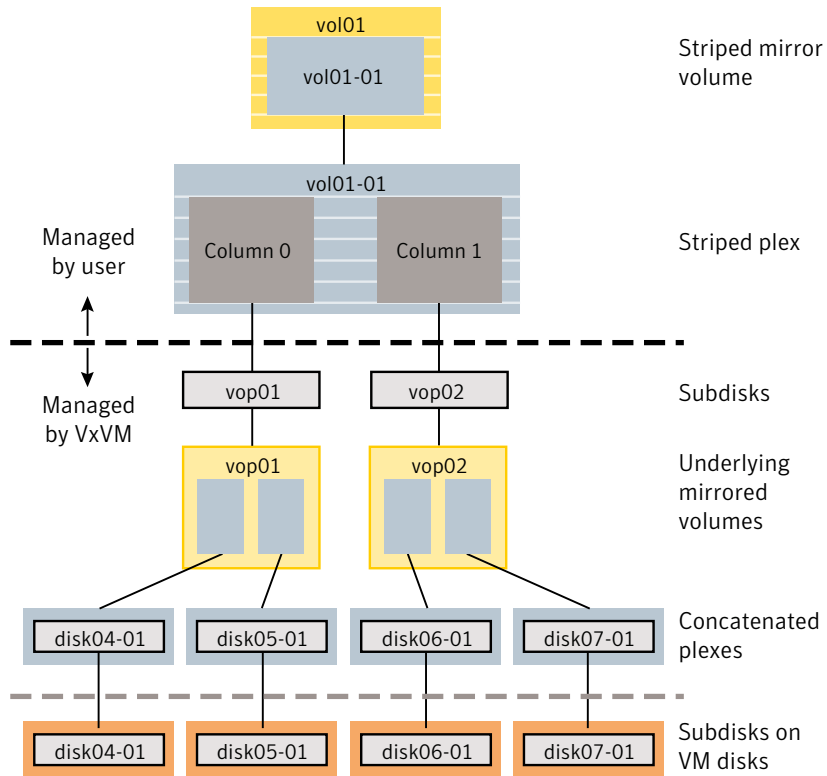 vol01
vol01-01
Striped mirror
volume
vol01-01
Column 0
Column 1
Striped plex
Managed
by user
Managed
by VxVM
vop01
vop02
Subdisks
vop01
vop02
Underlying
mirrored
volumes
disk04-01
disk05-01
disk06-01
disk07-01
Concatenated
plexes
disk04-01
disk05-01
disk06-01
disk07-01
Subdisks on
VM disks